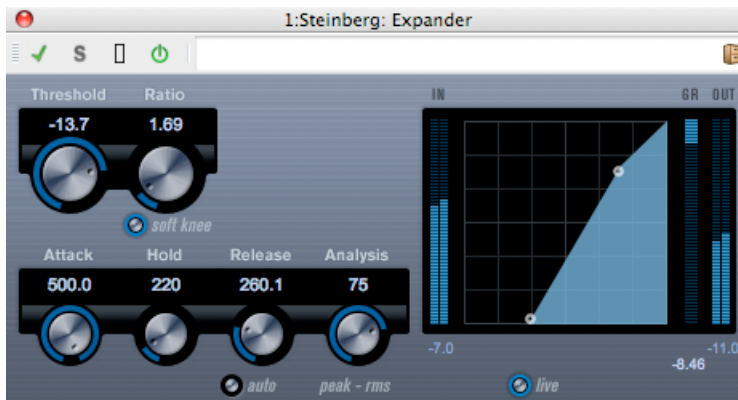 1:Steinberg: Expander
S
Threshold Ratio
-13.7 1.69
soft knee
Attack Hold Release Analysis
500.0 220 260.1 75
auto peak - rms
IN GR OUT
-7.0 -8.46 -11.0
live